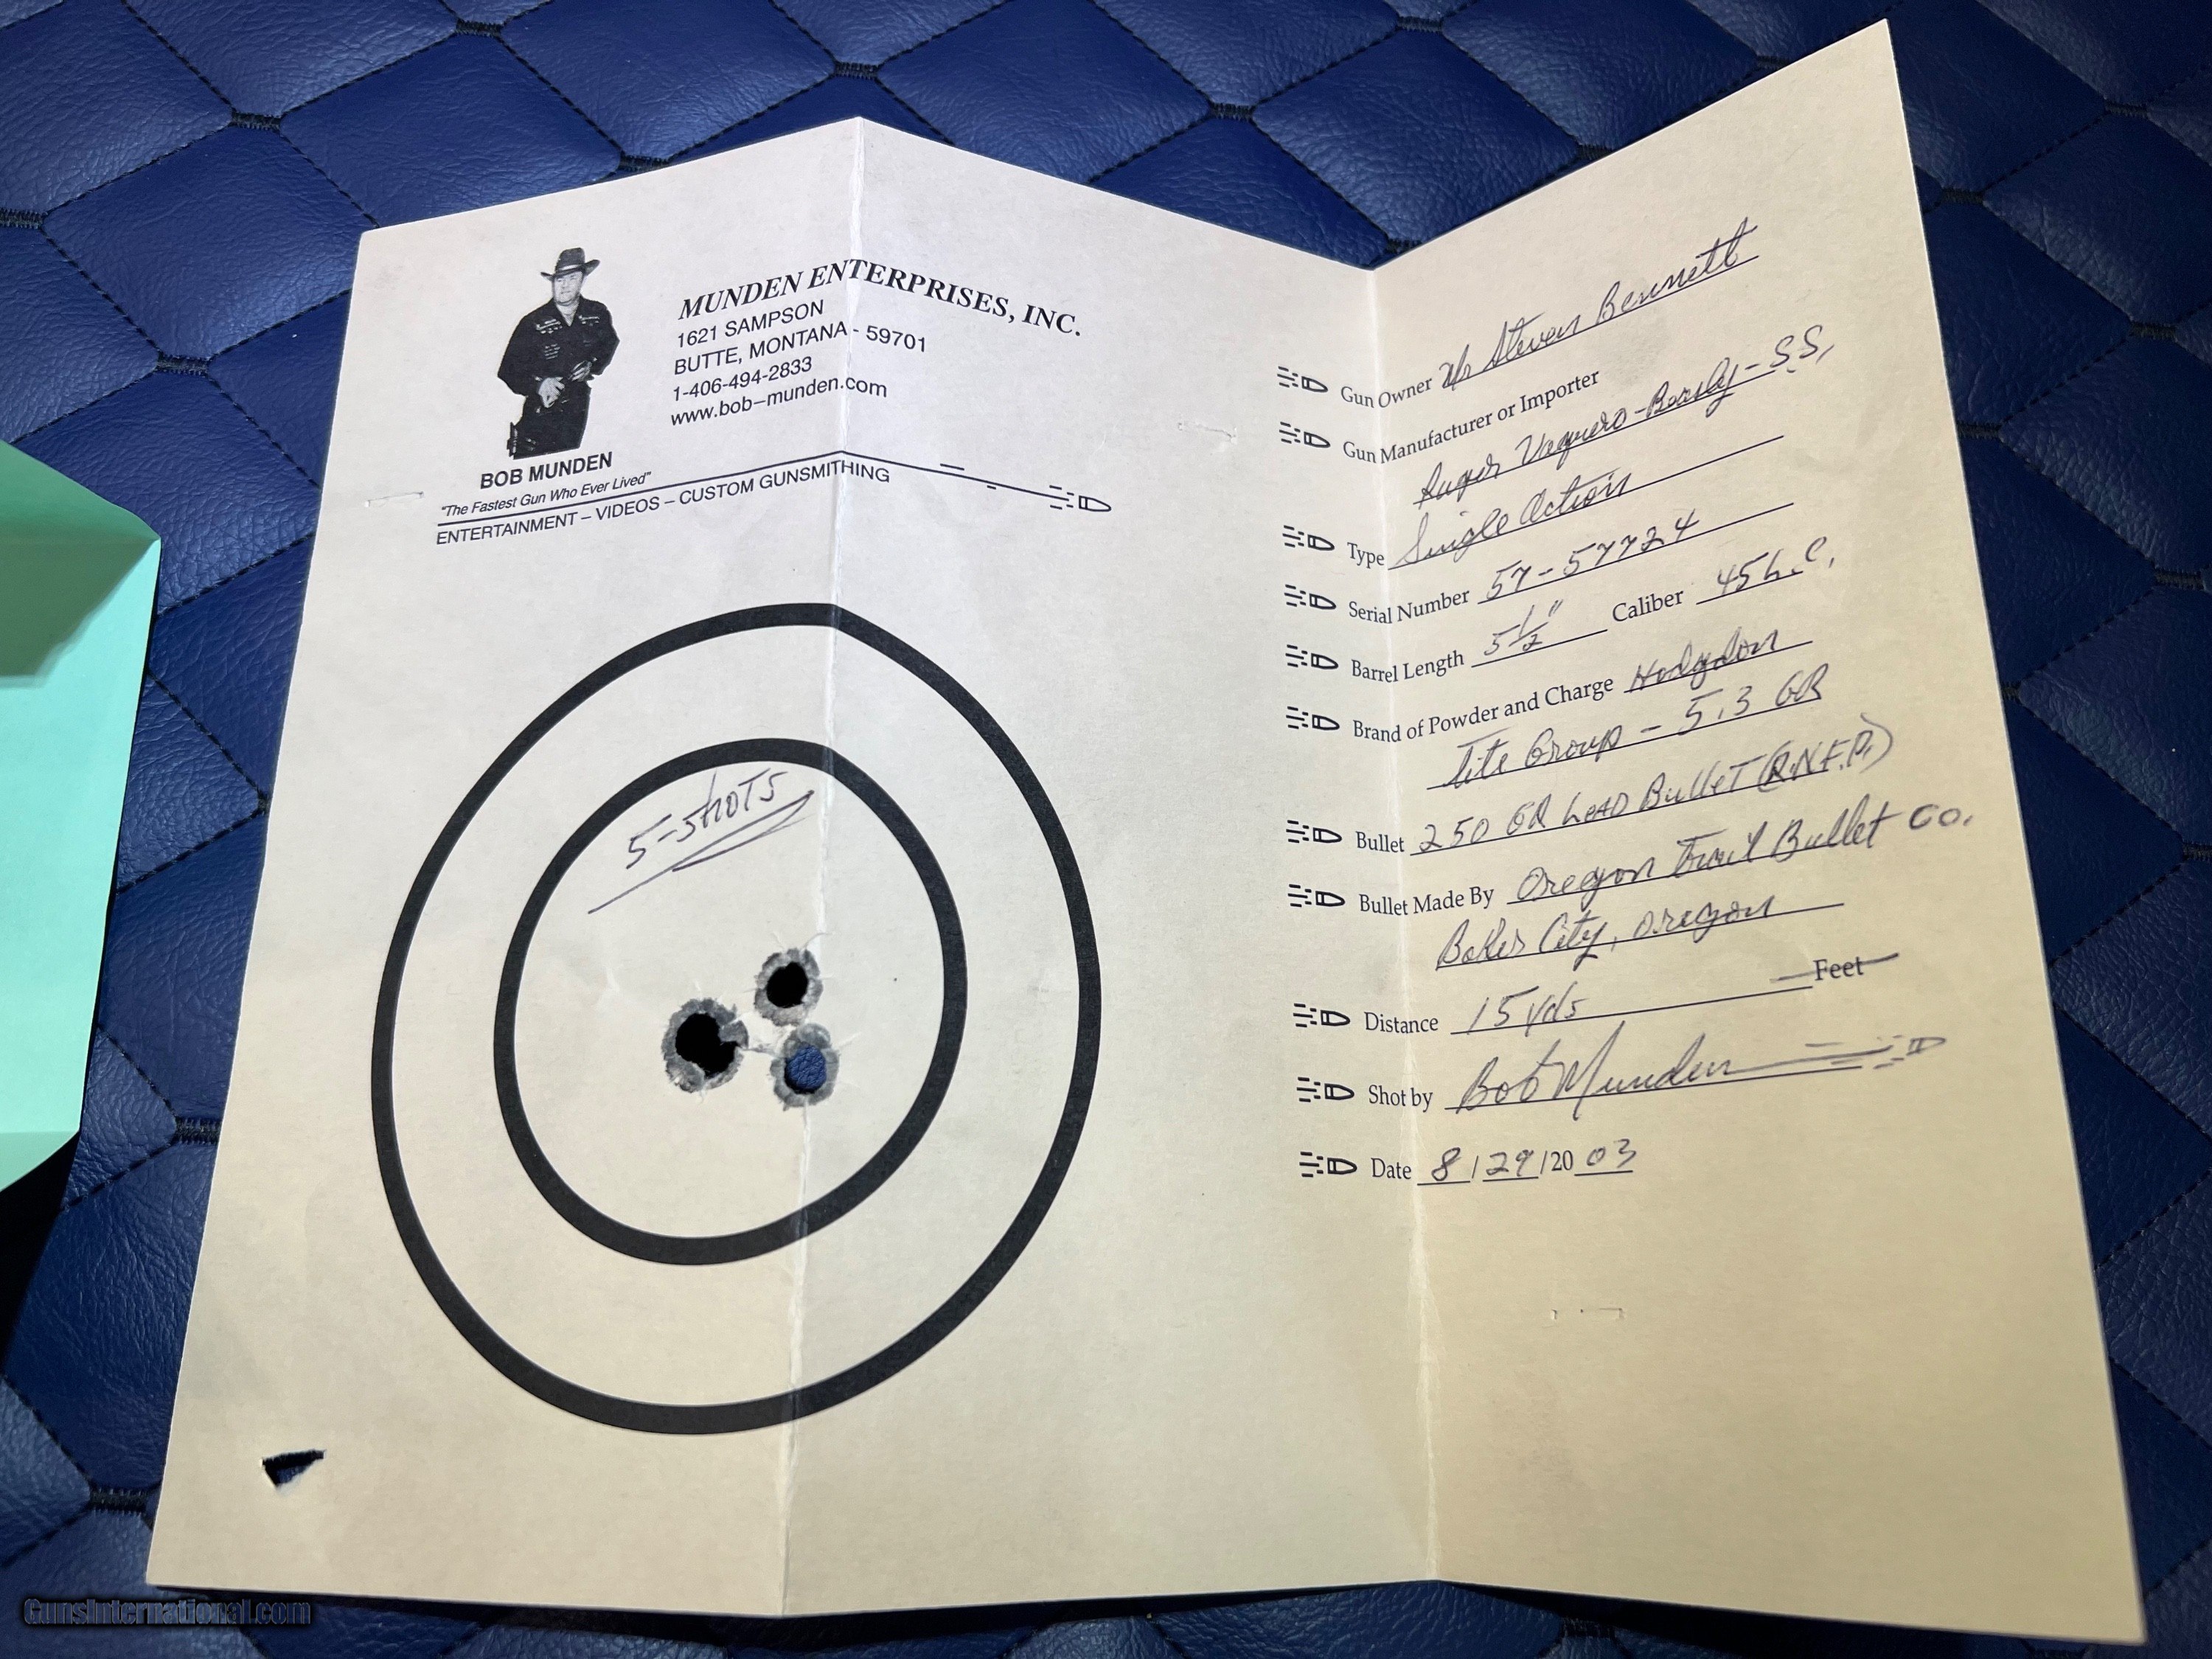 MUNDEN ENTERPRISES, INC.
1621 SAMPSON
BUTTE, MONTANA - 59701
1-406-494-2833
www.bob-munden.com
BOB MUNDEN
"The Fastest Gun Who Ever Lived"
ENTERTAINMENT – VIDEOS – CUSTOM GUNSMITHING
5-SHOTS
Gun Owner Mr Steven Bennett
Gun Manufacturer or Importer
Ruger Vaquero-Beasly-S.S.
Type Single Action
Serial Number 57-57724
Barrel Length 5 1/2" Caliber 45 L.C.
Brand of Powder and Charge Hodgdon
Tite Group - 5.3 GR
Bullet 250 GR LEAD BulleT (R.N.F.P.)
Bullet Made By Oregon Trail Bullet Co.
Baker City, Oregon
Distance 15 yds Feet
Shot by Bob Munden
Date 8/29/2003
GunsInternational.com